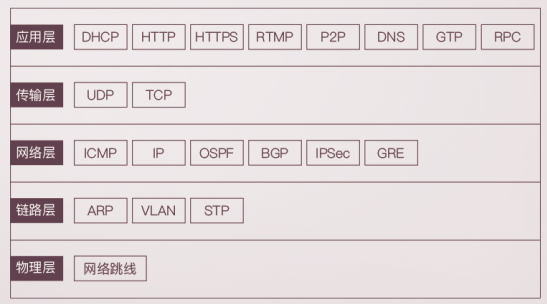 应用层 DHCP HTTP HTTPS RTMP P2P DNS GTP RPC
传输层 UDP TCP
网络层 ICMP IP OSPF BGP IPSec GRE
链路层 ARP VLAN STP
物理层 网络跳线